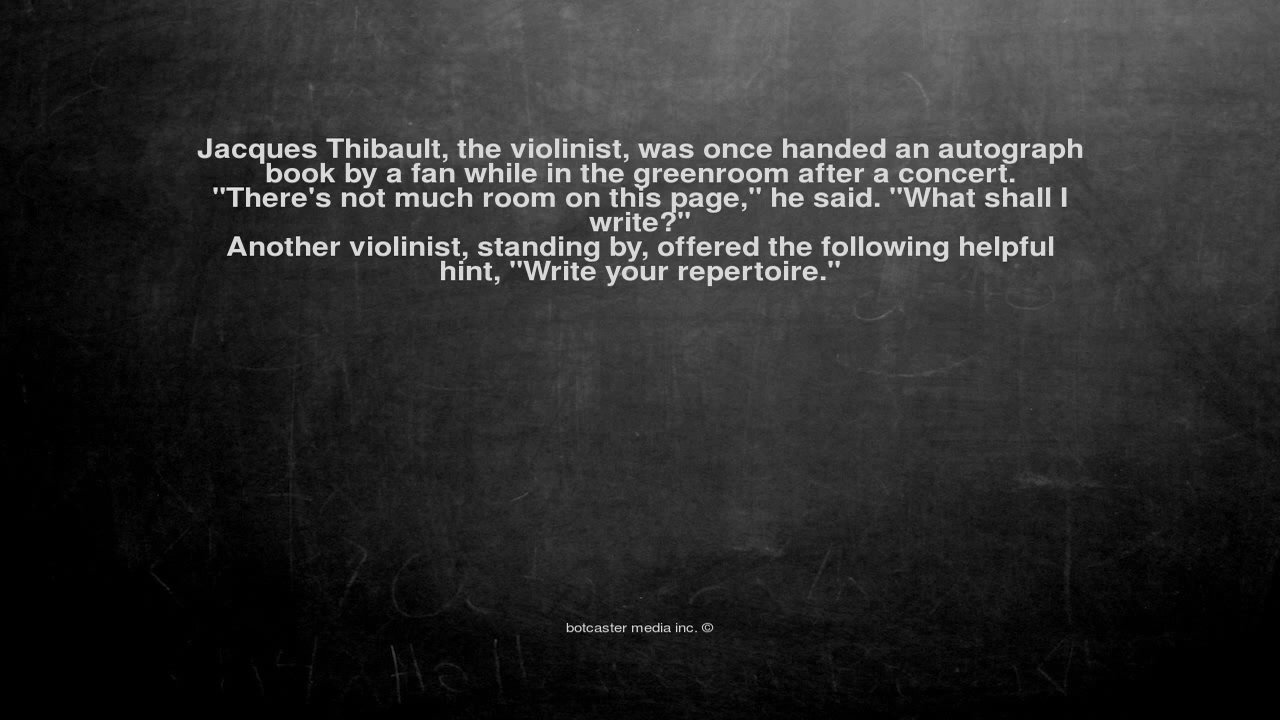 Jacques Thibault, the violinist, was once handed an autograph
book by a fan while in the greenroom after a concert.
"There's not much room on this page," he said. "What shall I
write?"
Another violinist, standing by, offered the following helpful
hint, "Write your repertoire."
botcaster media inc. ©